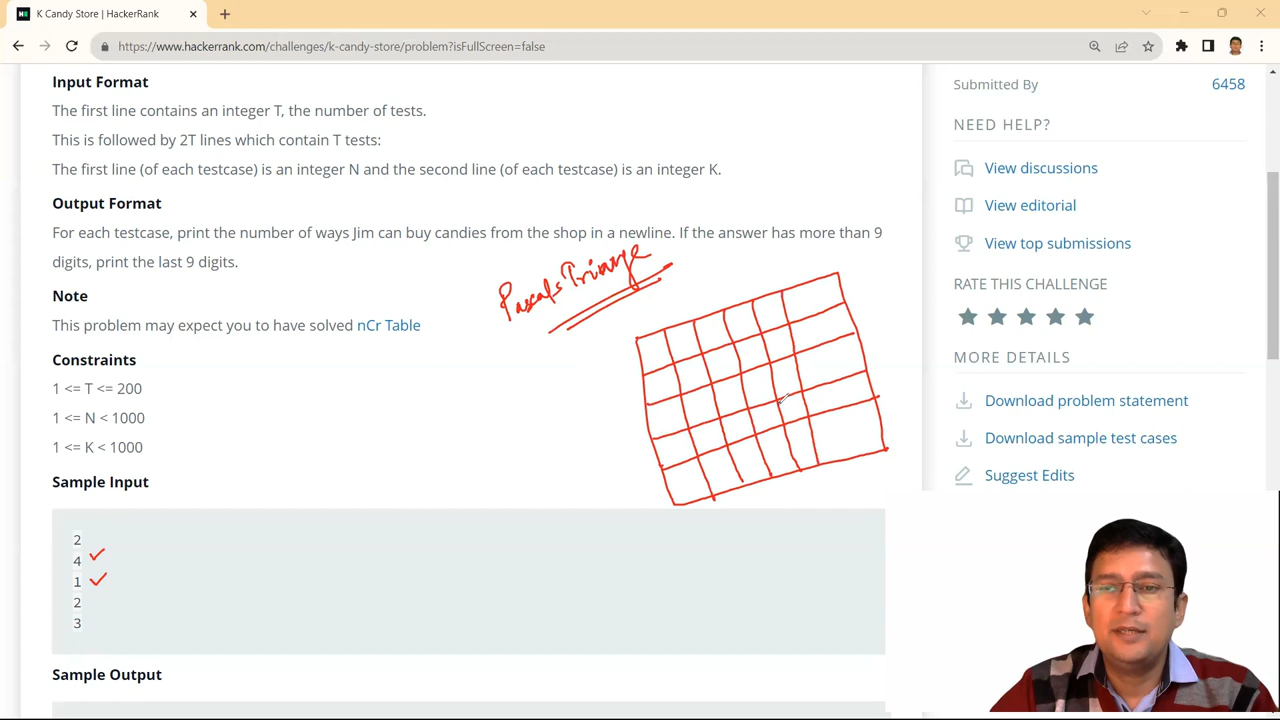 K Candy Store | HackerRank
https://www.hackerrank.com/challenges/k-candy-store/problem?isFullScreen=false
Input Format
The first line contains an integer T, the number of tests.
This is followed by 2T lines which contain T tests:
The first line (of each testcase) is an integer N and the second line (of each testcase) is an integer K.
Output Format
For each testcase, print the number of ways Jim can buy candies from the shop in a newline. If the answer has more than 9
digits, print the last 9 digits.
Note
This problem may expect you to have solved nCr Table
Constraints
1 <= T <= 200
1 <= N < 1000
1 <= K < 1000
Sample Input
2
4
1
2
3
Sample Output
Pascals Triange
Submitted By 6458
NEED HELP?
View discussions
View editorial
View top submissions
RATE THIS CHALLENGE
MORE DETAILS
Download problem statement
Download sample test cases
Suggest Edits